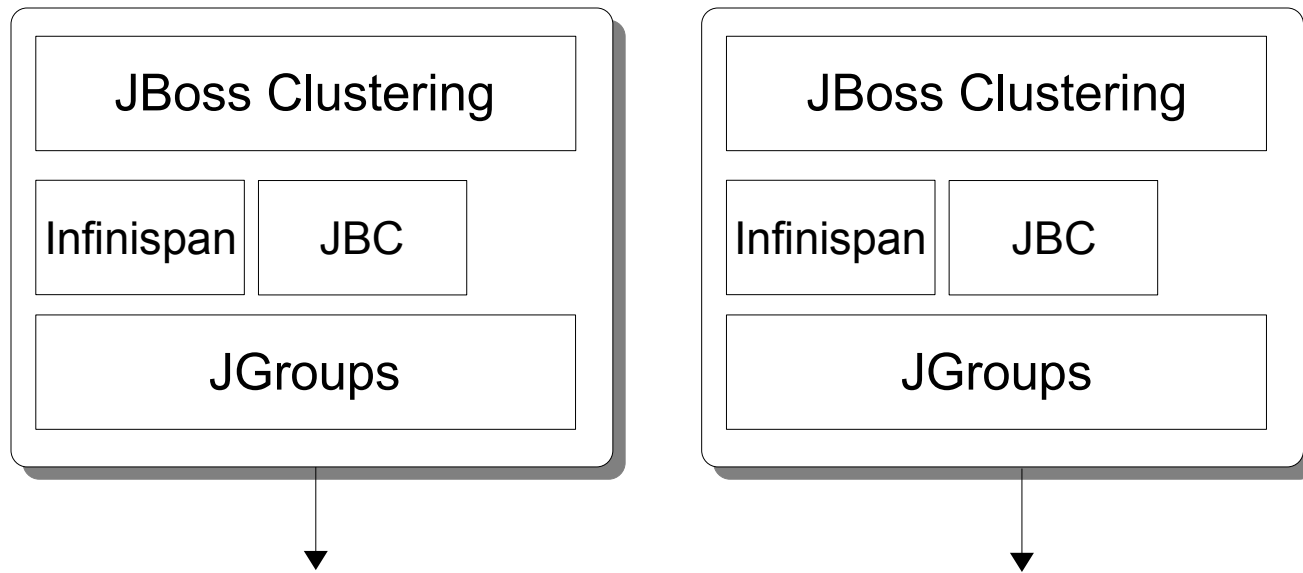 JBoss Clustering
Infinispan
JBC
JGroups
JBoss Clustering
Infinispan
JBC
JGroups